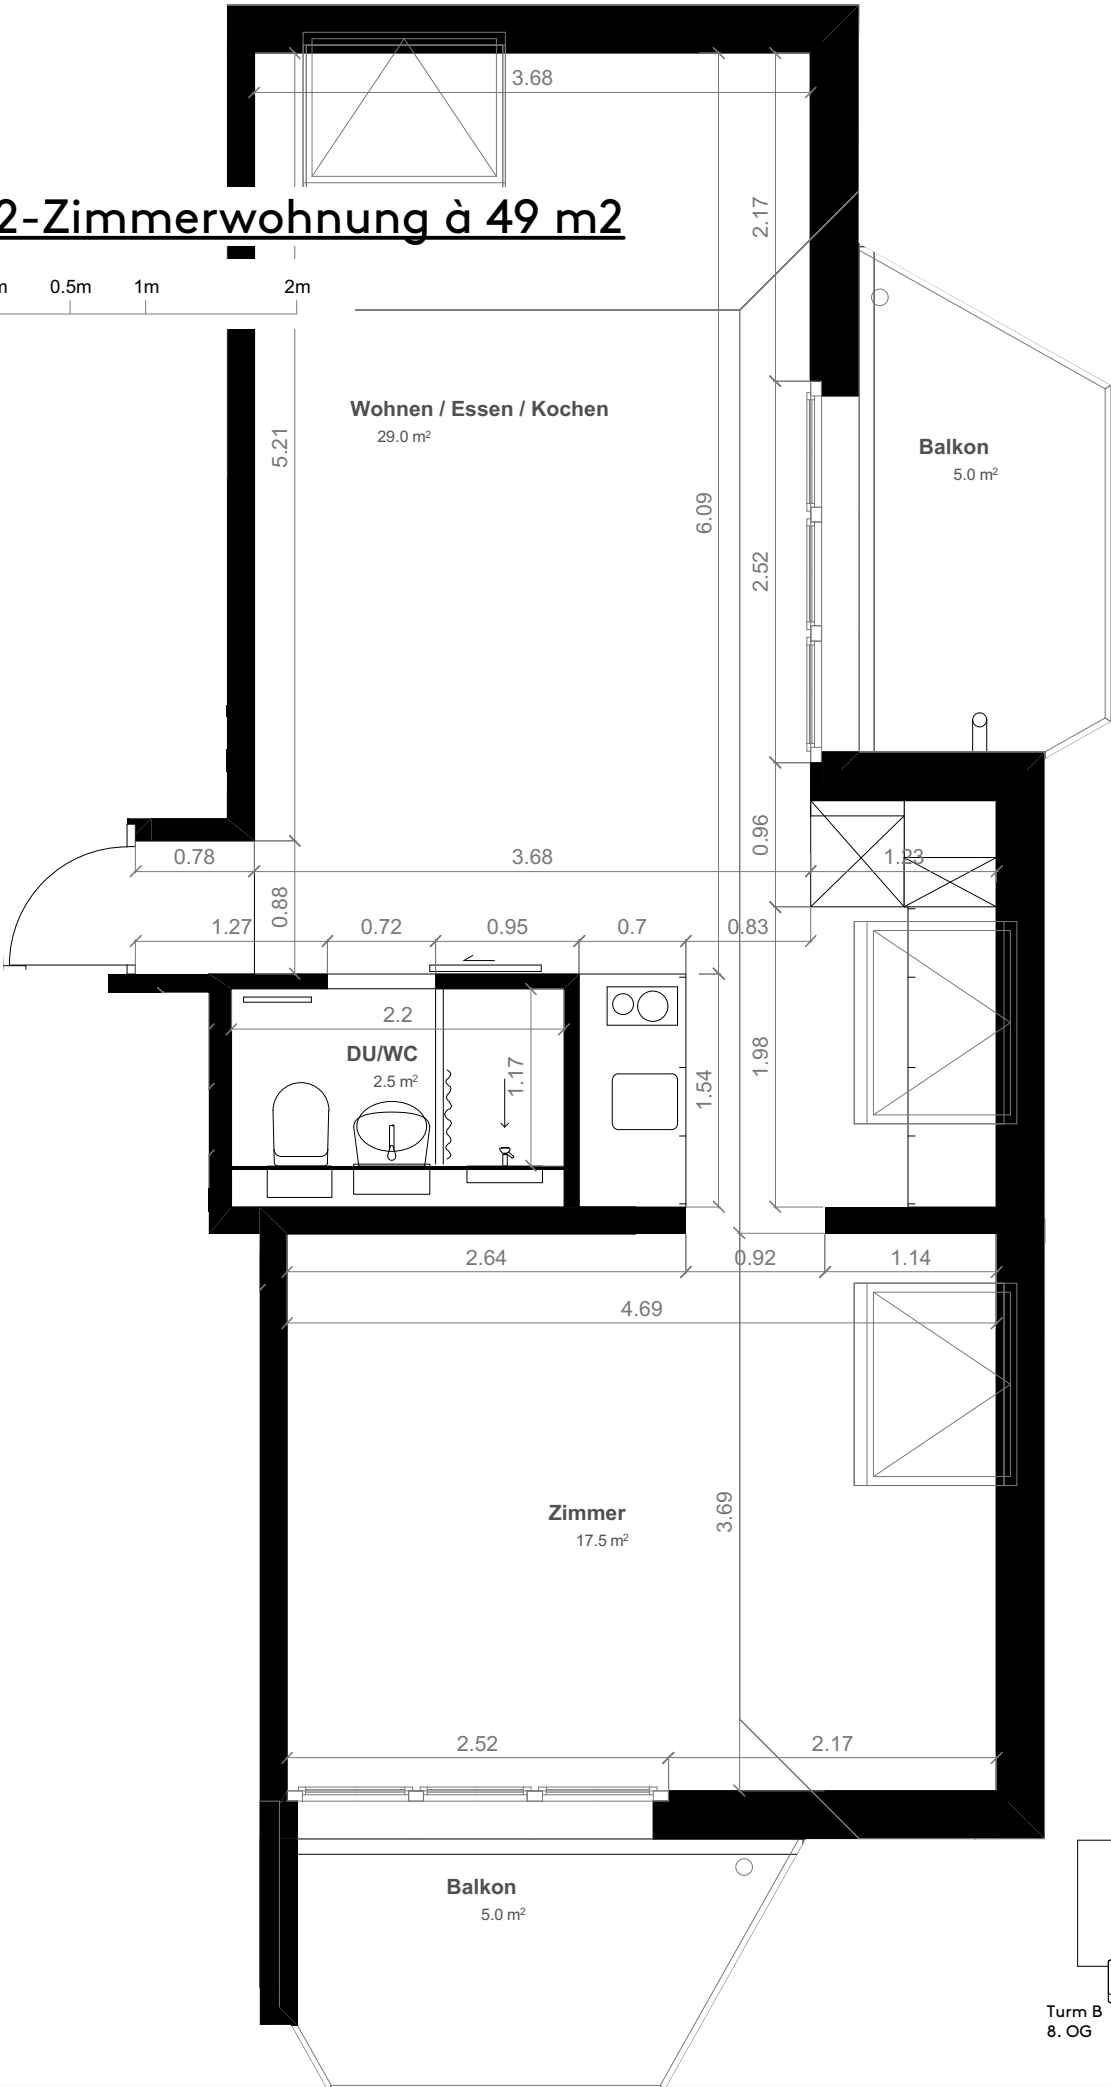 3.68
2-Zimmerwohnung à 49 m2
2.17
m 0.5m 1m 2m
Wohnen / Essen / Kochen
29.0 m²
5.21
Balkon
5.0 m²
6.09
2.52
0.96
0.78 3.68 1.23
0.88
1.27 0.72 0.95 0.7 0.83
2.2
DU/WC
2.5 m²
1.17
1.54
1.98
2.64 0.92 1.14
4.69
Zimmer
17.5 m²
3.69
2.52 2.17
Balkon
5.0 m²
Turm B
8. OG